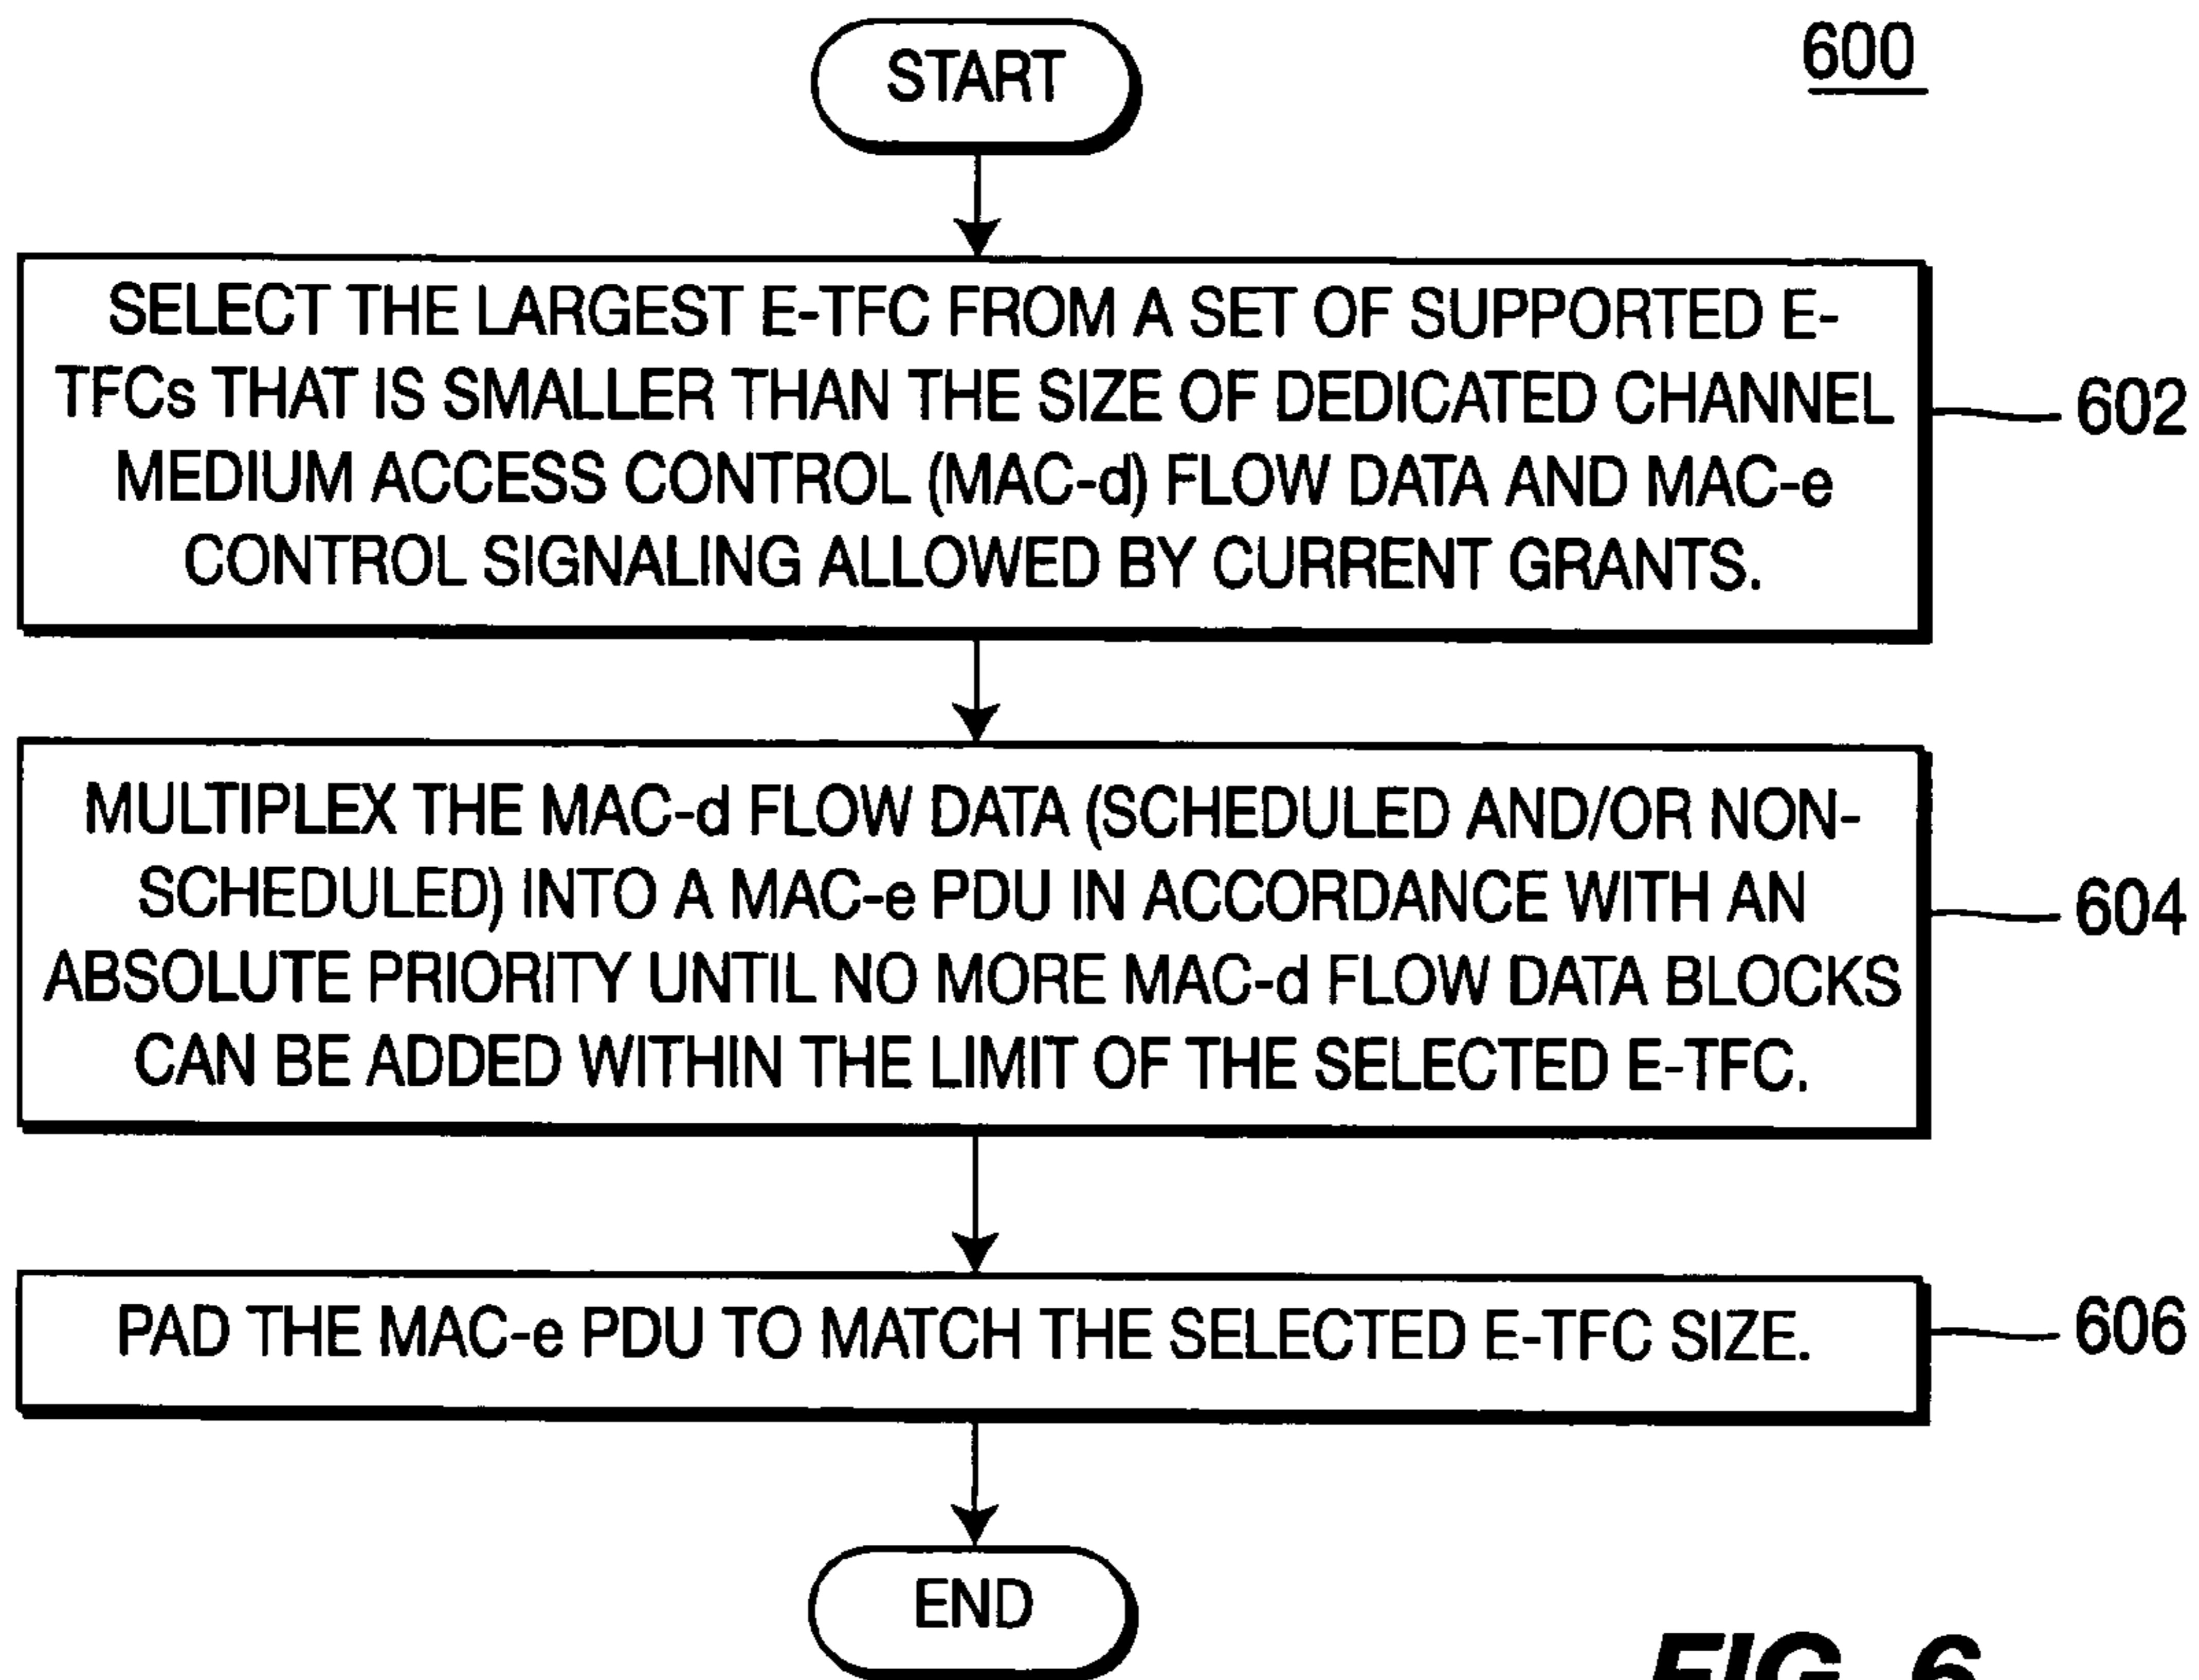 START
600
SELECT THE LARGEST E-TFC FROM A SET OF SUPPORTED E-
TFCs THAT IS SMALLER THAN THE SIZE OF DEDICATED CHANNEL
MEDIUM ACCESS CONTROL (MAC-d) FLOW DATA AND MAC-e
CONTROL SIGNALING ALLOWED BY CURRENT GRANTS.
602
MULTIPLEX THE MAC-d FLOW DATA (SCHEDULED AND/OR NON-
SCHEDULED) INTO A MAC-e PDU IN ACCORDANCE WITH AN
ABSOLUTE PRIORITY UNTIL NO MORE MAC-d FLOW DATA BLOCKS
CAN BE ADDED WITHIN THE LIMIT OF THE SELECTED E-TFC.
604
PAD THE MAC-e PDU TO MATCH THE SELECTED E-TFC SIZE.
606
END
FIG. 6